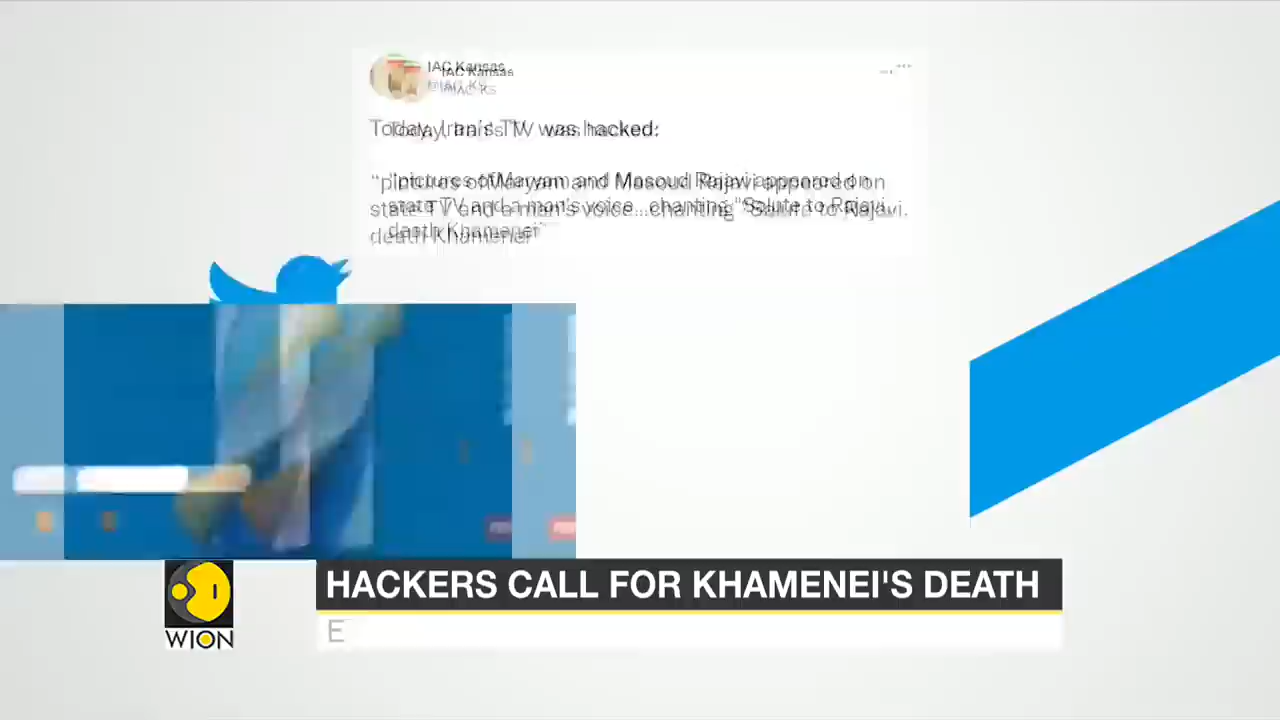 IAC Kansas
@IAC_KS
Today, Iran's TV was hacked:
"pictures of Maryam and Masoud Rajavi appeared on
state TV and a man's voice...chanting "Salute to Rajavi,
death Khamenei"
HACKERS CALL FOR KHAMENEI'S DEATH
E
WION